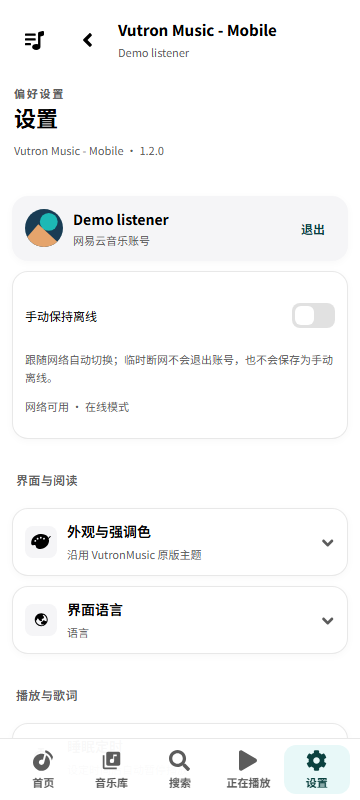 Vutron Music - Mobile
Demo listener
偏好设置
设置
Vutron Music - Mobile • 1.2.0
Demo listener
网易云音乐账号
退出
手动保持离线
跟随网络自动切换；临时断网不会退出账号，也不会保存为手动
离线。
网络可用 • 在线模式
界面与阅读
外观与强调色
沿用 VutronMusic 原版主题
界面语言
语言
播放与歌词
首页
音乐库
搜索
正在播放
设置